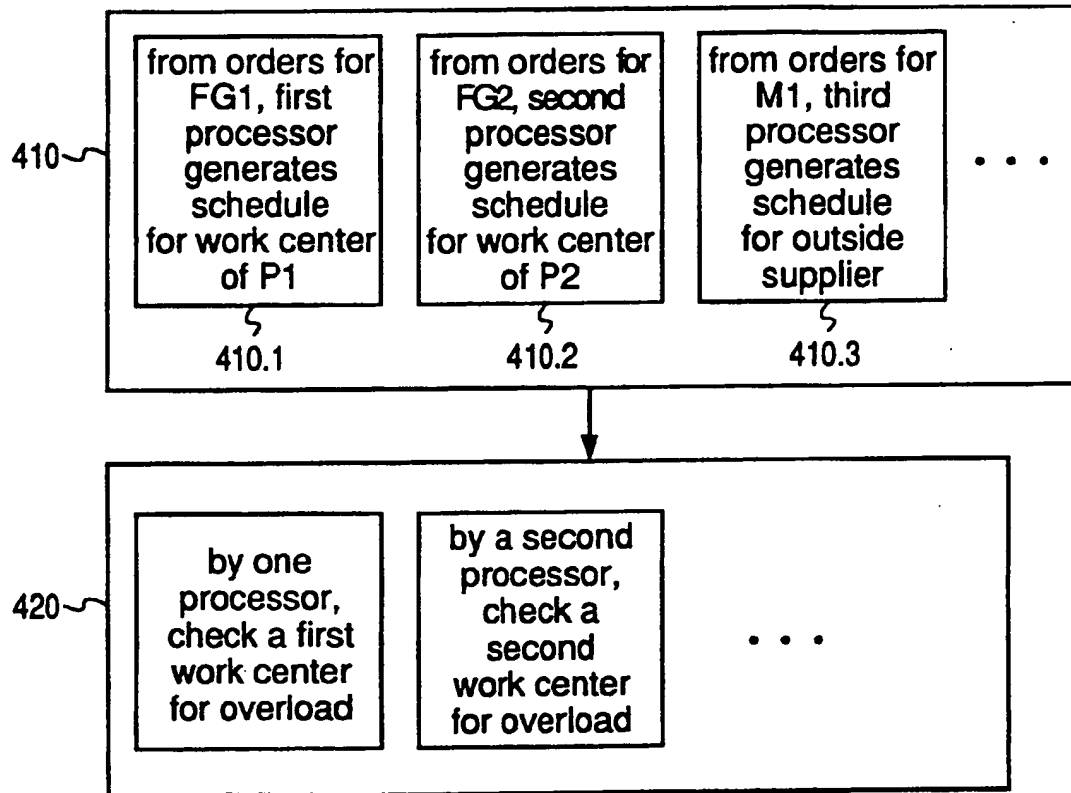 from orders for
FG1, first
processor
generates
schedule
for work center
of P1
from orders for
FG2, second
processor
generates
schedule
for work center
of P2
from orders for
M1, third
processor
generates
schedule
for outside
supplier
. . .
410
410.1
410.2
410.3
by one
processor,
check a first
work center
for overload
by a second
processor,
check a
second
work center
for overload
. . .
420